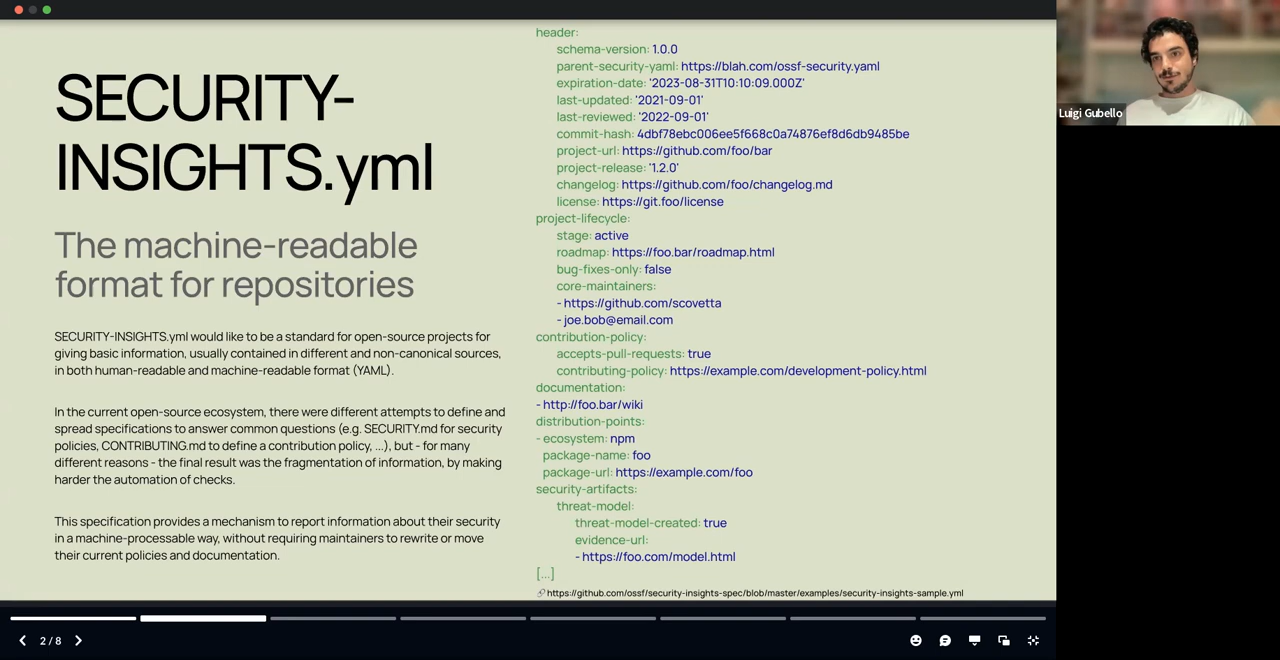 SECURITY-
INSIGHTS.yml
The machine-readable
format for repositories
SECURITY-INSIGHTS.yml would like to be a standard for open-source projects for
giving basic information, usually contained in different and non-canonical sources,
in both human-readable and machine-readable format (YAML).
In the current open-source ecosystem, there were different attempts to define and
spread specifications to answer common questions (e.g. SECURITY.md for security
policies, CONTRIBUTING.md to define a contribution policy, ...), but - for many
different reasons - the final result was the fragmentation of information, by making
harder the automation of checks.
This specification provides a mechanism to report information about their security
in a machine-processable way, without requiring maintainers to rewrite or move
their current policies and documentation.
header:
schema-version: 1.0.0
parent-security-yaml: https://blah.com/ossf-security.yaml
expiration-date: '2023-08-31T10:10:09.000Z'
last-updated: '2021-09-01'
last-reviewed: '2022-09-01'
commit-hash: 4dbf78ebc006ee5f668c0a74876ef8d6db9485be
project-url: https://github.com/foo/bar
project-release: '1.2.0'
changelog: https://github.com/foo/changelog.md
license: https://git.foo/license
project-lifecycle:
stage: active
roadmap: https://foo.bar/roadmap.html
bug-fixes-only: false
core-maintainers:
- https://github.com/scovetta
- joe.bob@email.com
contribution-policy:
accepts-pull-requests: true
contributing-policy: https://example.com/development-policy.html
documentation:
- http://foo.bar/wiki
distribution-points:
- ecosystem: npm
package-name: foo
package-url: https://example.com/foo
security-artifacts:
threat-model:
threat-model-created: true
evidence-url:
- https://foo.com/model.html
[...]
https://github.com/ossf/security-insights-spec/blob/master/examples/security-insights-sample.yml
2 / 8
Luigi Gubello